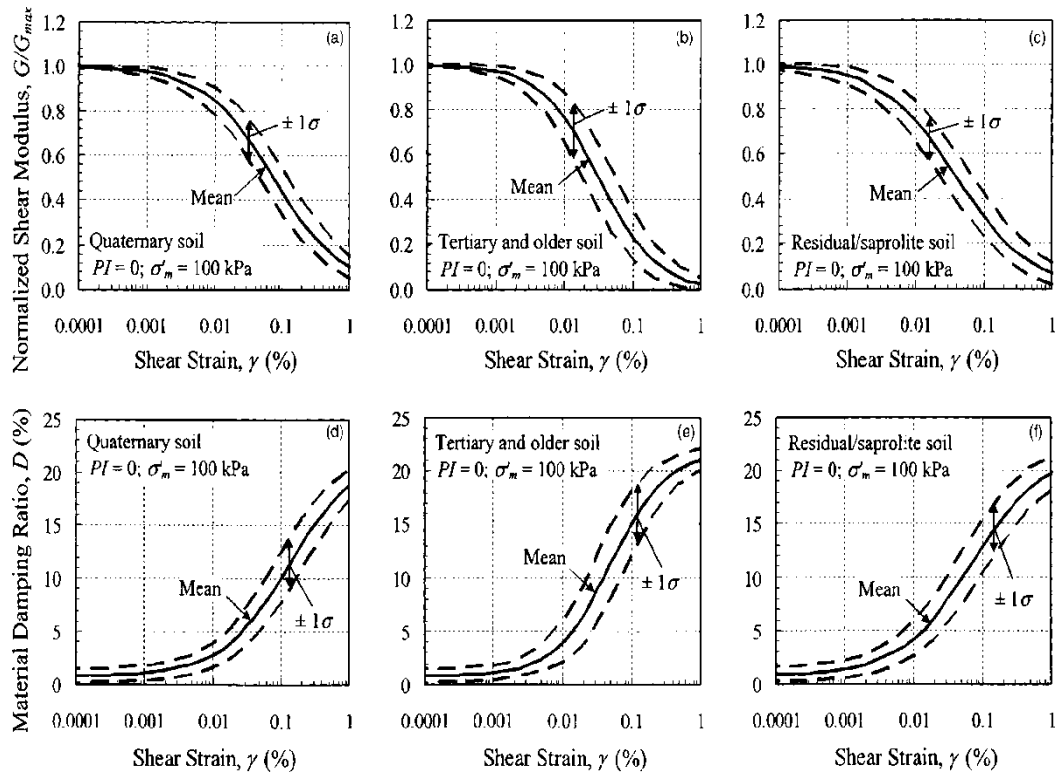 Normalized Shear Modulus, G/Gmax
1.2
1.0
0.8
0.6
0.4
0.2
0.0
(a)
± 1σ
Mean
Quaternary soil
PI = 0; σ'm = 100 kPa
0.0001 0.001 0.01 0.1 1
Shear Strain, γ (%)
1.2
1.0
0.8
0.6
0.4
0.2
0.0
(b)
± 1σ
Mean
Tertiary and older soil
PI = 0; σ'm = 100 kPa
0.0001 0.001 0.01 0.1 1
Shear Strain, γ (%)
1.2
1.0
0.8
0.6
0.4
0.2
0.0
(c)
± 1σ
Mean
Residual/saprolite soil
PI = 0; σ'm = 100 kPa
0.0001 0.001 0.01 0.1 1
Shear Strain, γ (%)
Material Damping Ratio, D (%)
25
20
15
10
5
0
(d)
Quaternary soil
PI = 0; σ'm = 100 kPa
Mean
± 1σ
0.0001 0.001 0.01 0.1 1
Shear Strain, γ (%)
25
20
15
10
5
0
(e)
Tertiary and older soil
PI = 0; σ'm = 100 kPa
Mean
± 1σ
0.0001 0.001 0.01 0.1 1
Shear Strain, γ (%)
25
20
15
10
5
0
(f)
Residual/saprolite soil
PI = 0; σ'm = 100 kPa
Mean
± 1σ
0.0001 0.001 0.01 0.1 1
Shear Strain, γ (%)